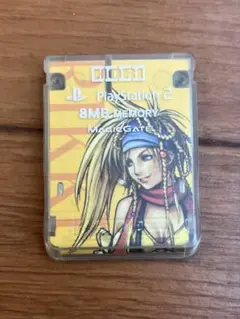 HORI
PlayStation 2
8MB MEMORY
MAGICGATE